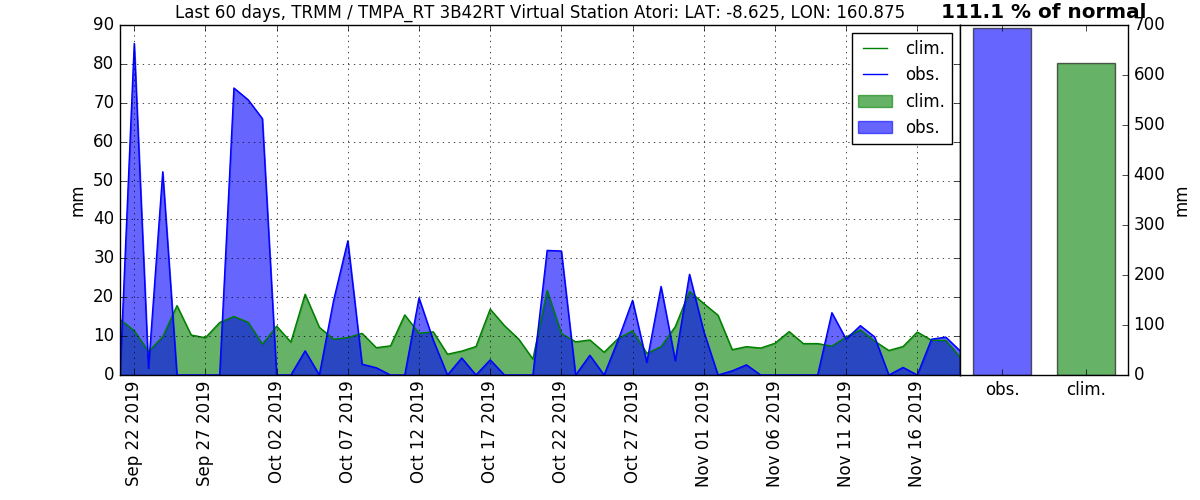 Last 60 days, TRMM / TMPA_RT 3B42RT Virtual Station Atori: LAT: -8.625, LON: 160.875
111.1 % of normal
90
80
70
60
50
40
30
20
10
0
mm
clim.
obs.
clim.
obs.
700
600
500
400
300
200
100
0
mm
obs.
clim.
Sep 22 2019
Sep 27 2019
Oct 02 2019
Oct 07 2019
Oct 12 2019
Oct 17 2019
Oct 22 2019
Oct 27 2019
Nov 01 2019
Nov 06 2019
Nov 11 2019
Nov 16 2019